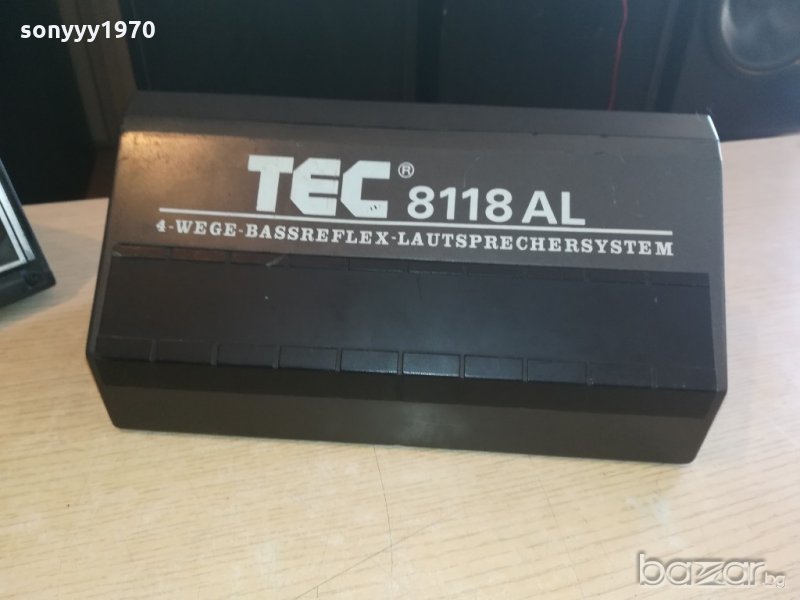 sonyyy1970
TEC® 8118 AL
4-WEGE-BASSREFLEX-LAUTSPRECHERSYSTEM
bazar.bg